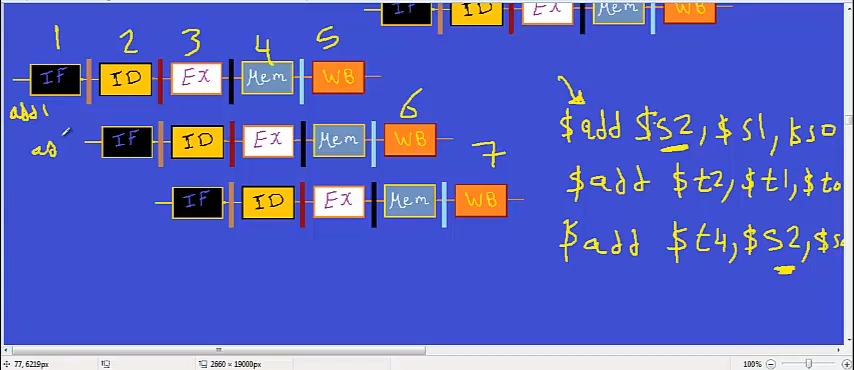 IF ID Ex Mem WB
1 2 3 4 5
IF ID Ex Mem WB
add1
6
IF ID Ex Mem WB
7
IF ID Ex Mem WB
$add $s2, $s1, $s0
$add $t2, $t1, $t0
$add $t4, $s2, $s
77, 6219px
2660 × 19000px
100%